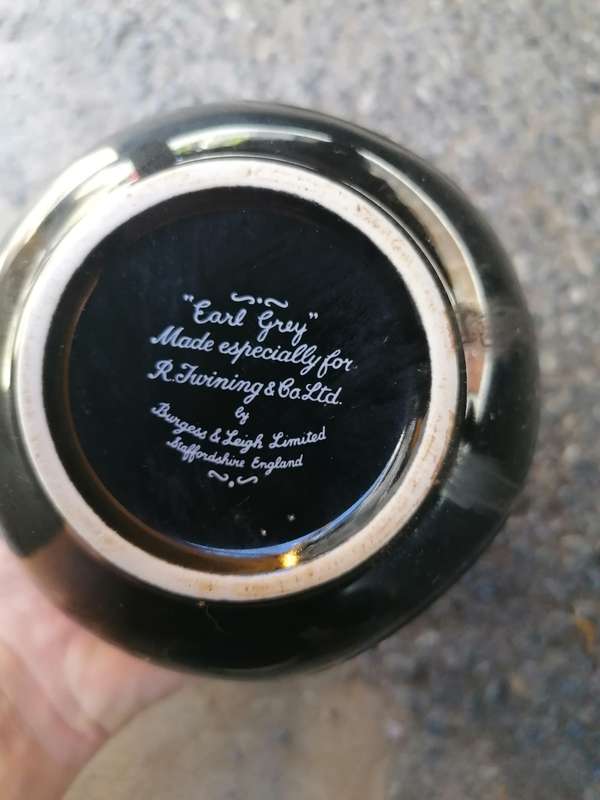 "Earl Grey"
Made especially for
R. Twining & Co Ltd.
by
Burgess & Leigh Limited
Staffordshire England